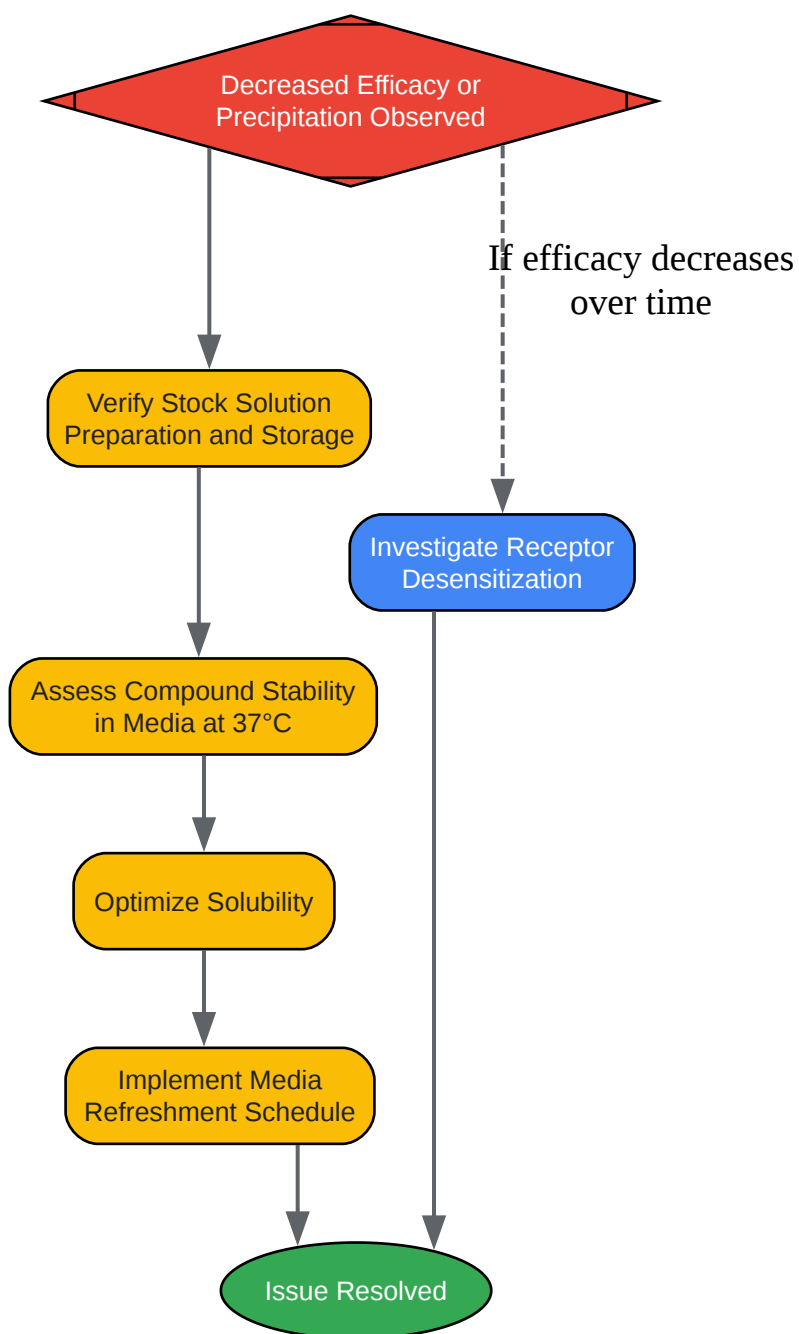 Decreased Efficacy or
Precipitation Observed
If efficacy decreases
over time
Verify Stock Solution
Preparation and Storage
Investigate Receptor
Desensitization
Assess Compound Stability
in Media at 37°C
Optimize Solubility
Implement Media
Refreshment Schedule
Issue Resolved